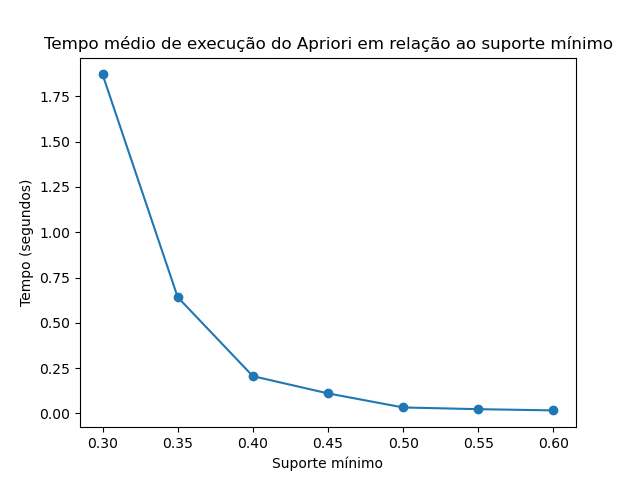 Tempo médio de execução do Apriori em relação ao suporte mínimo
1.75
1.50
1.25
1.00
0.75
0.50
0.25
0.00
Tempo (segundos)
0.30 0.35 0.40 0.45 0.50 0.55 0.60
Suporte mínimo